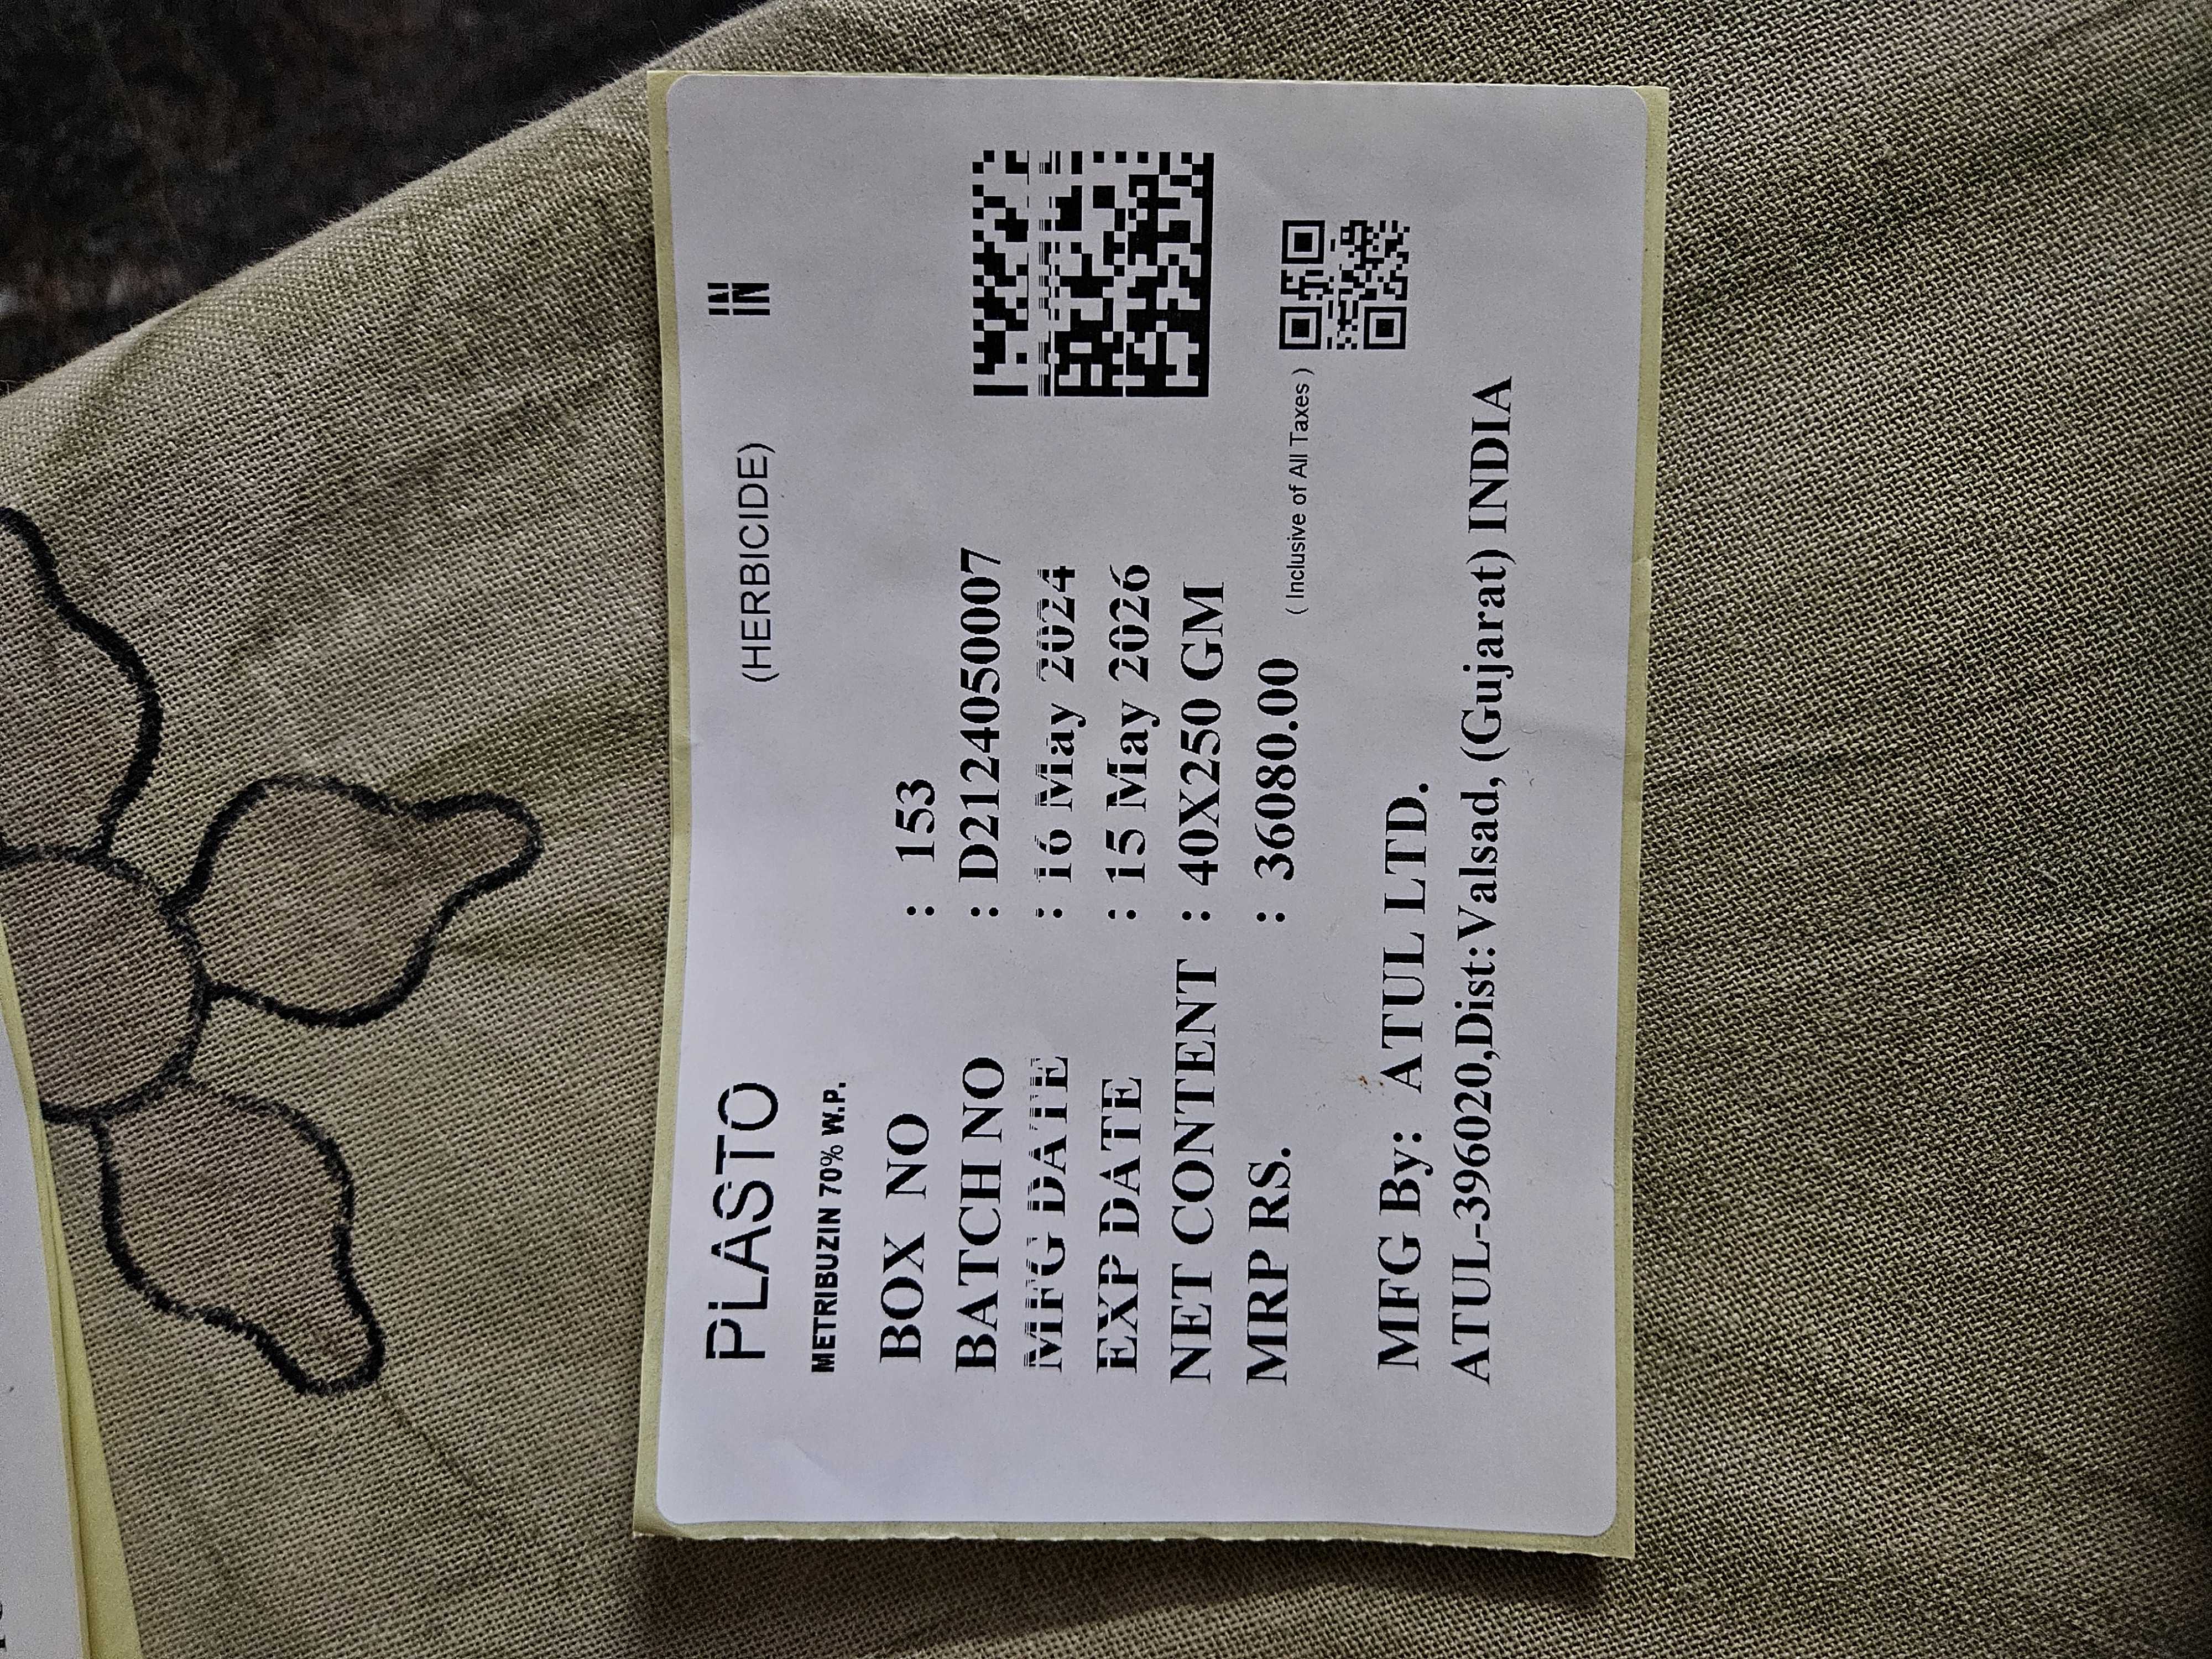 PLASTO (HERBICIDE) IN
METRIBUZIN 70% W.P.
BOX NO : 153
BATCH NO : D2124050007
MFG DATE : 16 May 2024
EXP DATE : 15 May 2026
NET CONTENT : 40X250 GM
MRP RS. : 36080.00 ( Inclusive of All Taxes )
MFG By: ATUL LTD.
ATUL-396020,Dist:Valsad, (Gujarat) INDIA